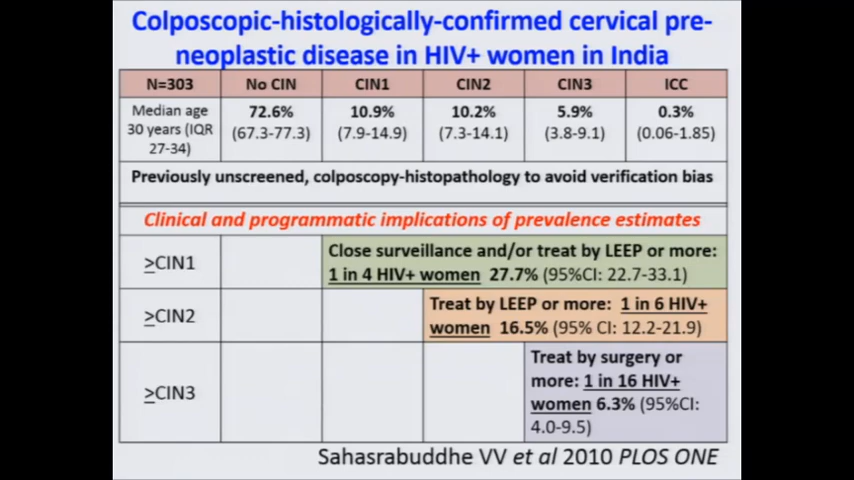 Colposcopic-histologically-confirmed cervical pre-
neoplastic disease in HIV+ women in India
N=303 No CIN CIN1 CIN2 CIN3 ICC
Median age
30 years (IQR
27-34)
72.6%
(67.3-77.3)
10.9%
(7.9-14.9)
10.2%
(7.3-14.1)
5.9%
(3.8-9.1)
0.3%
(0.06-1.85)
Previously unscreened, colposcopy-histopathology to avoid verification bias
Clinical and programmatic implications of prevalence estimates
>CIN1
Close surveillance and/or treat by LEEP or more:
1 in 4 HIV+ women 27.7% (95%CI: 22.7-33.1)
>CIN2
Treat by LEEP or more: 1 in 6 HIV+
women 16.5% (95% CI: 12.2-21.9)
>CIN3
Treat by surgery or
more: 1 in 16 HIV+
women 6.3% (95%CI:
4.0-9.5)
Sahasrabuddhe VV et al 2010 PLOS ONE